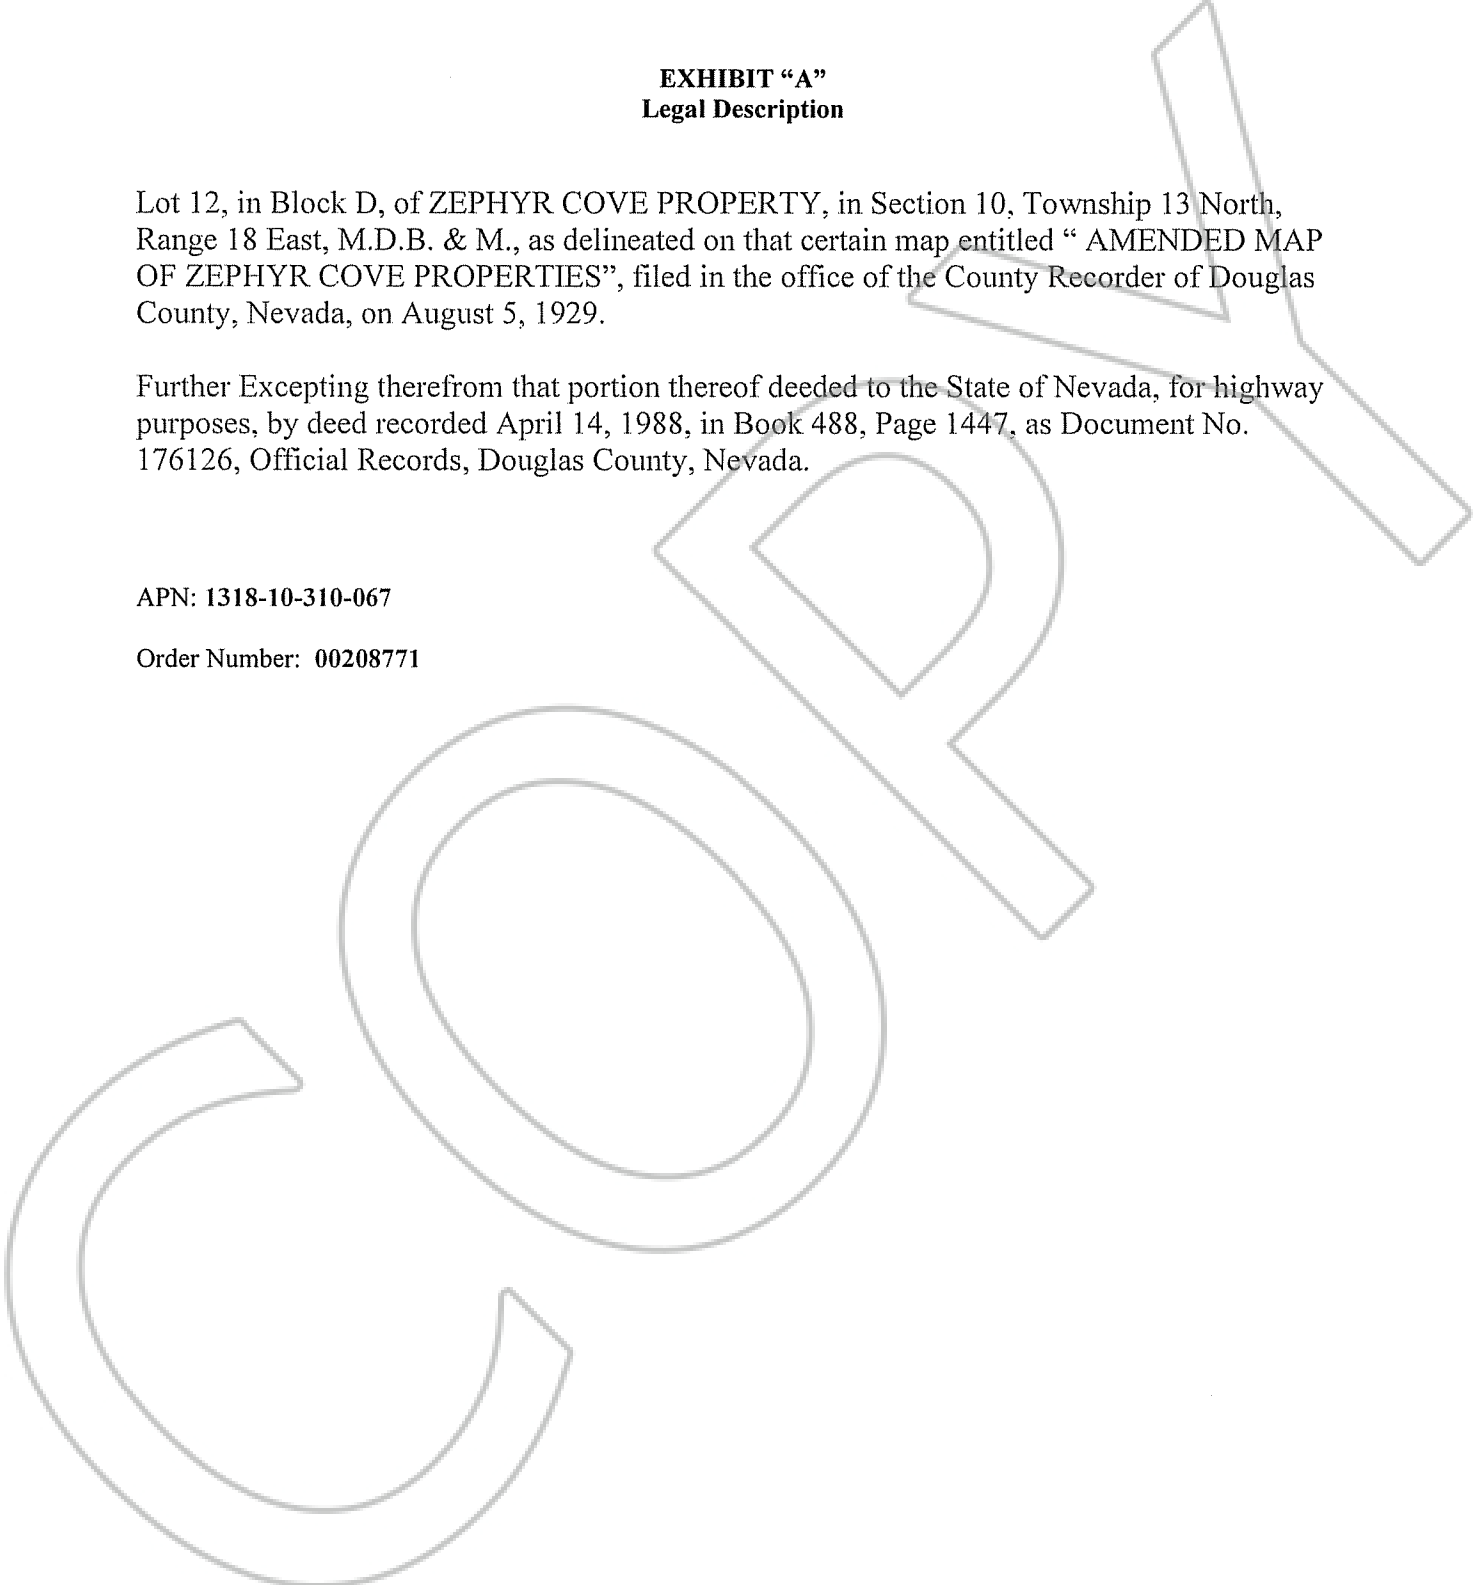 EXHIBIT “A”
Legal Description
Lot 12, in Block D, of ZEPHYR COVE PROPERTY, in Section 10, Township 13 North,
Range 18 East, M.D.B. & M., as delineated on that certain map entitled “ AMENDED MAP
OF ZEPHYR COVE PROPERTIES”, filed in the office of the County Recorder of Douglas
County, Nevada, on August 5, 1929.
Further Excepting therefrom that portion thereof deeded to the State of Nevada, for highway
purposes, by deed recorded April 14, 1988, in Book 488, Page 1447, as Document No.
176126, Official Records, Douglas County, Nevada.
APN: 1318-10-310-067
Order Number: 00208771
COPY